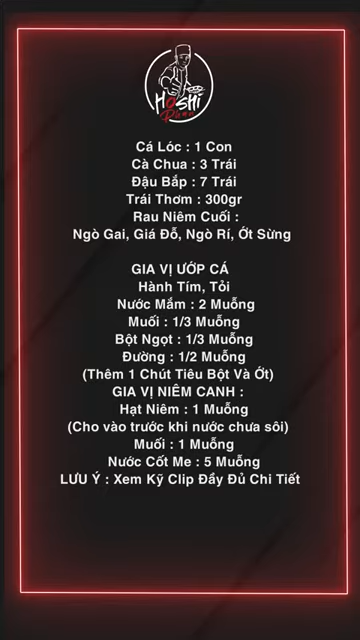 HOSHI
Phan
Cá Lóc : 1 Con
Cà Chua : 3 Trái
Đậu Bắp : 7 Trái
Trái Thơm : 300gr
Rau Niêm Cuối :
Ngò Gai, Giá Đỗ, Ngò Rí, Ớt Sừng
GIA VỊ ƯỚP CÁ
Hành Tím, Tỏi
Nước Mắm : 2 Muỗng
Muối : 1/3 Muỗng
Bột Ngọt : 1/3 Muỗng
Đường : 1/2 Muỗng
(Thêm 1 Chút Tiêu Bột Và Ớt)
GIA VỊ NIÊM CANH :
Hạt Niêm : 1 Muỗng
(Cho vào trước khi nước chưa sôi)
Muối : 1 Muỗng
Nước Cốt Me : 5 Muỗng
LƯU Ý : Xem Kỹ Clip Đầy Đủ Chi Tiết